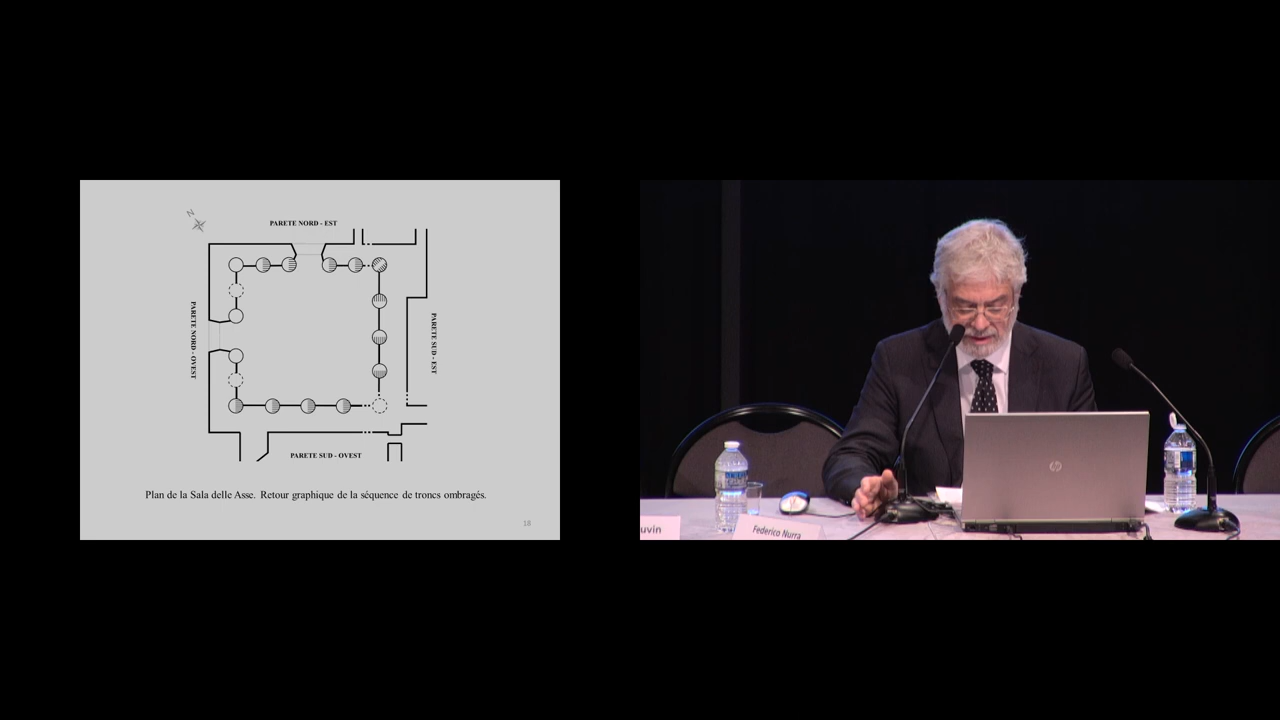 N
PARETE NORD - EST
PARETE NORD - OVEST
PARETE SUD - EST
PARETE SUD - OVEST
Plan de la Sala delle Asse. Retour graphique de la séquence de troncs ombragés.
18
hp
uvin
Federico Nurra